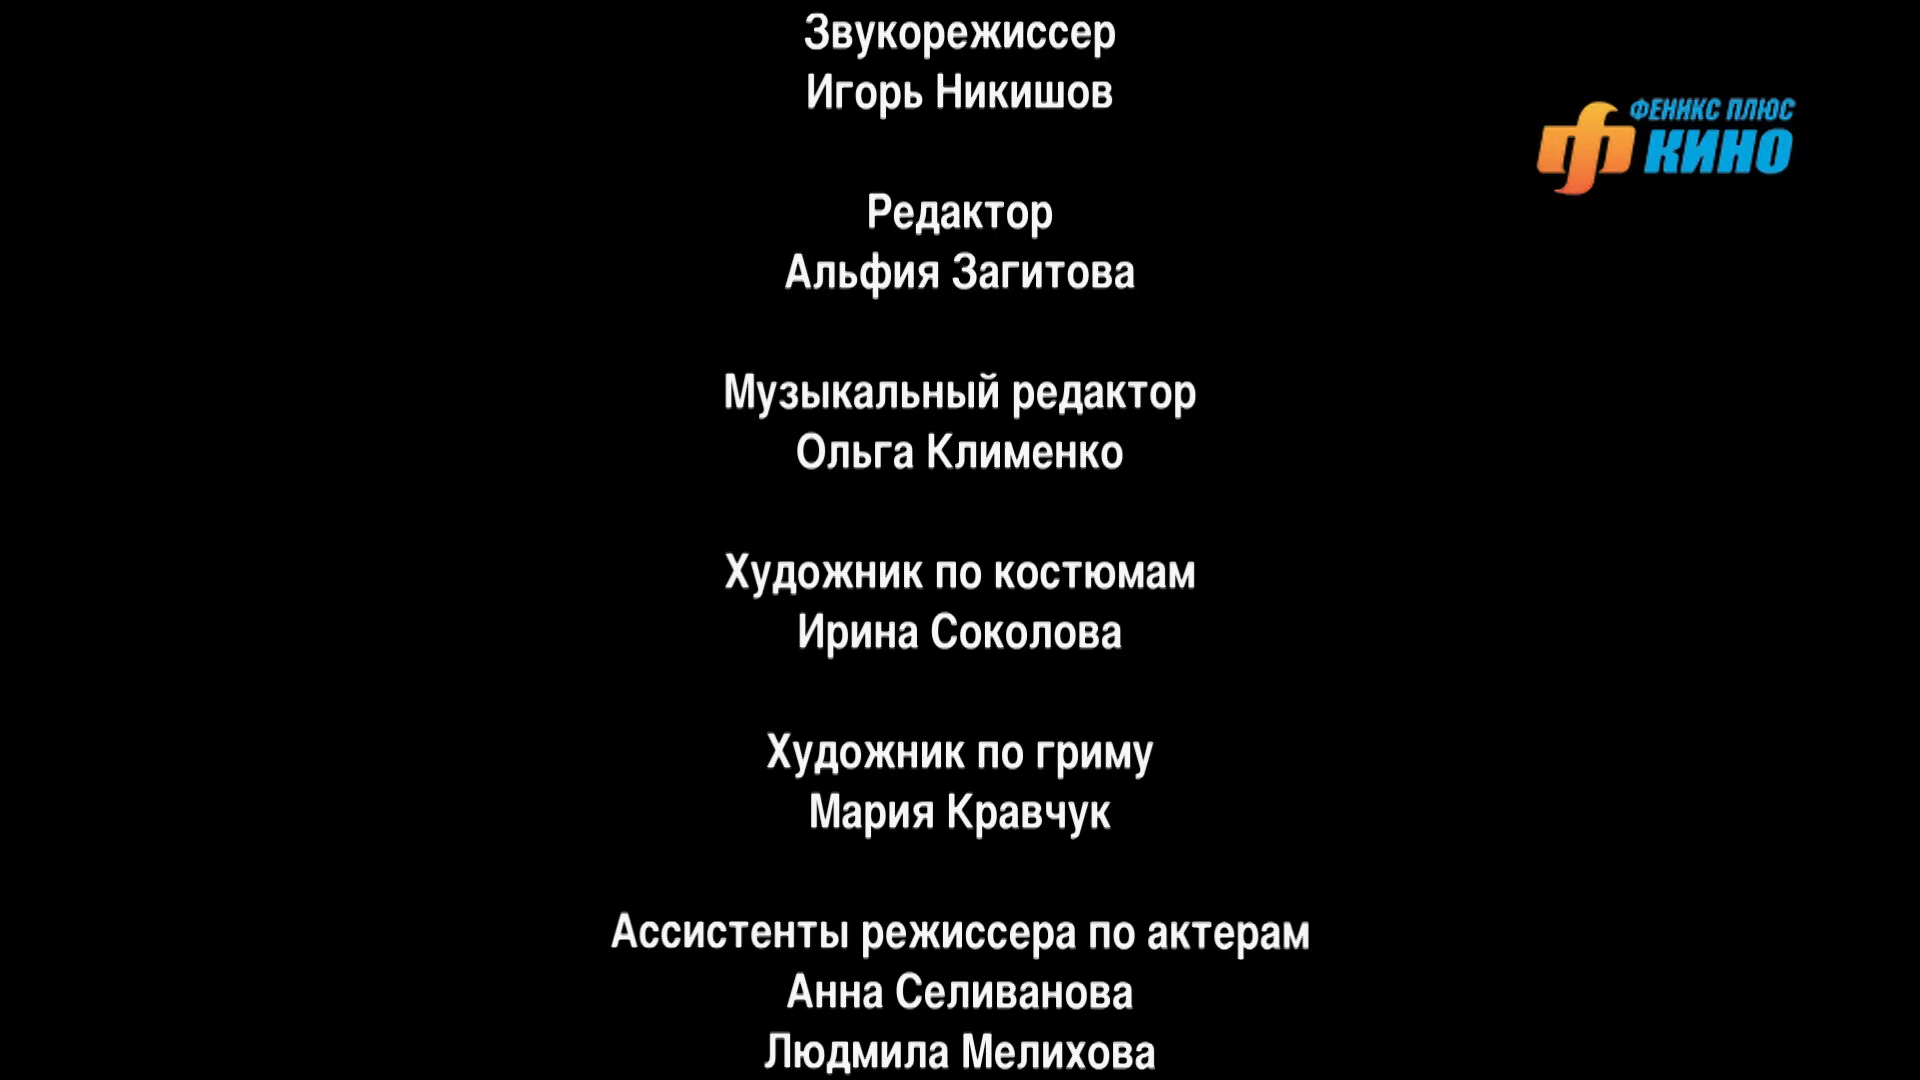 Звукорежиссер
Игорь Никишов
ФЕНИКС ПЛЮС
КИНО
Редактор
Альфия Загитова
Музыкальный редактор
Ольга Клименко
Художник по костюмам
Ирина Соколова
Художник по гриму
Мария Кравчук
Ассистенты режиссера по актерам
Анна Селиванова
Людмила Мелихова